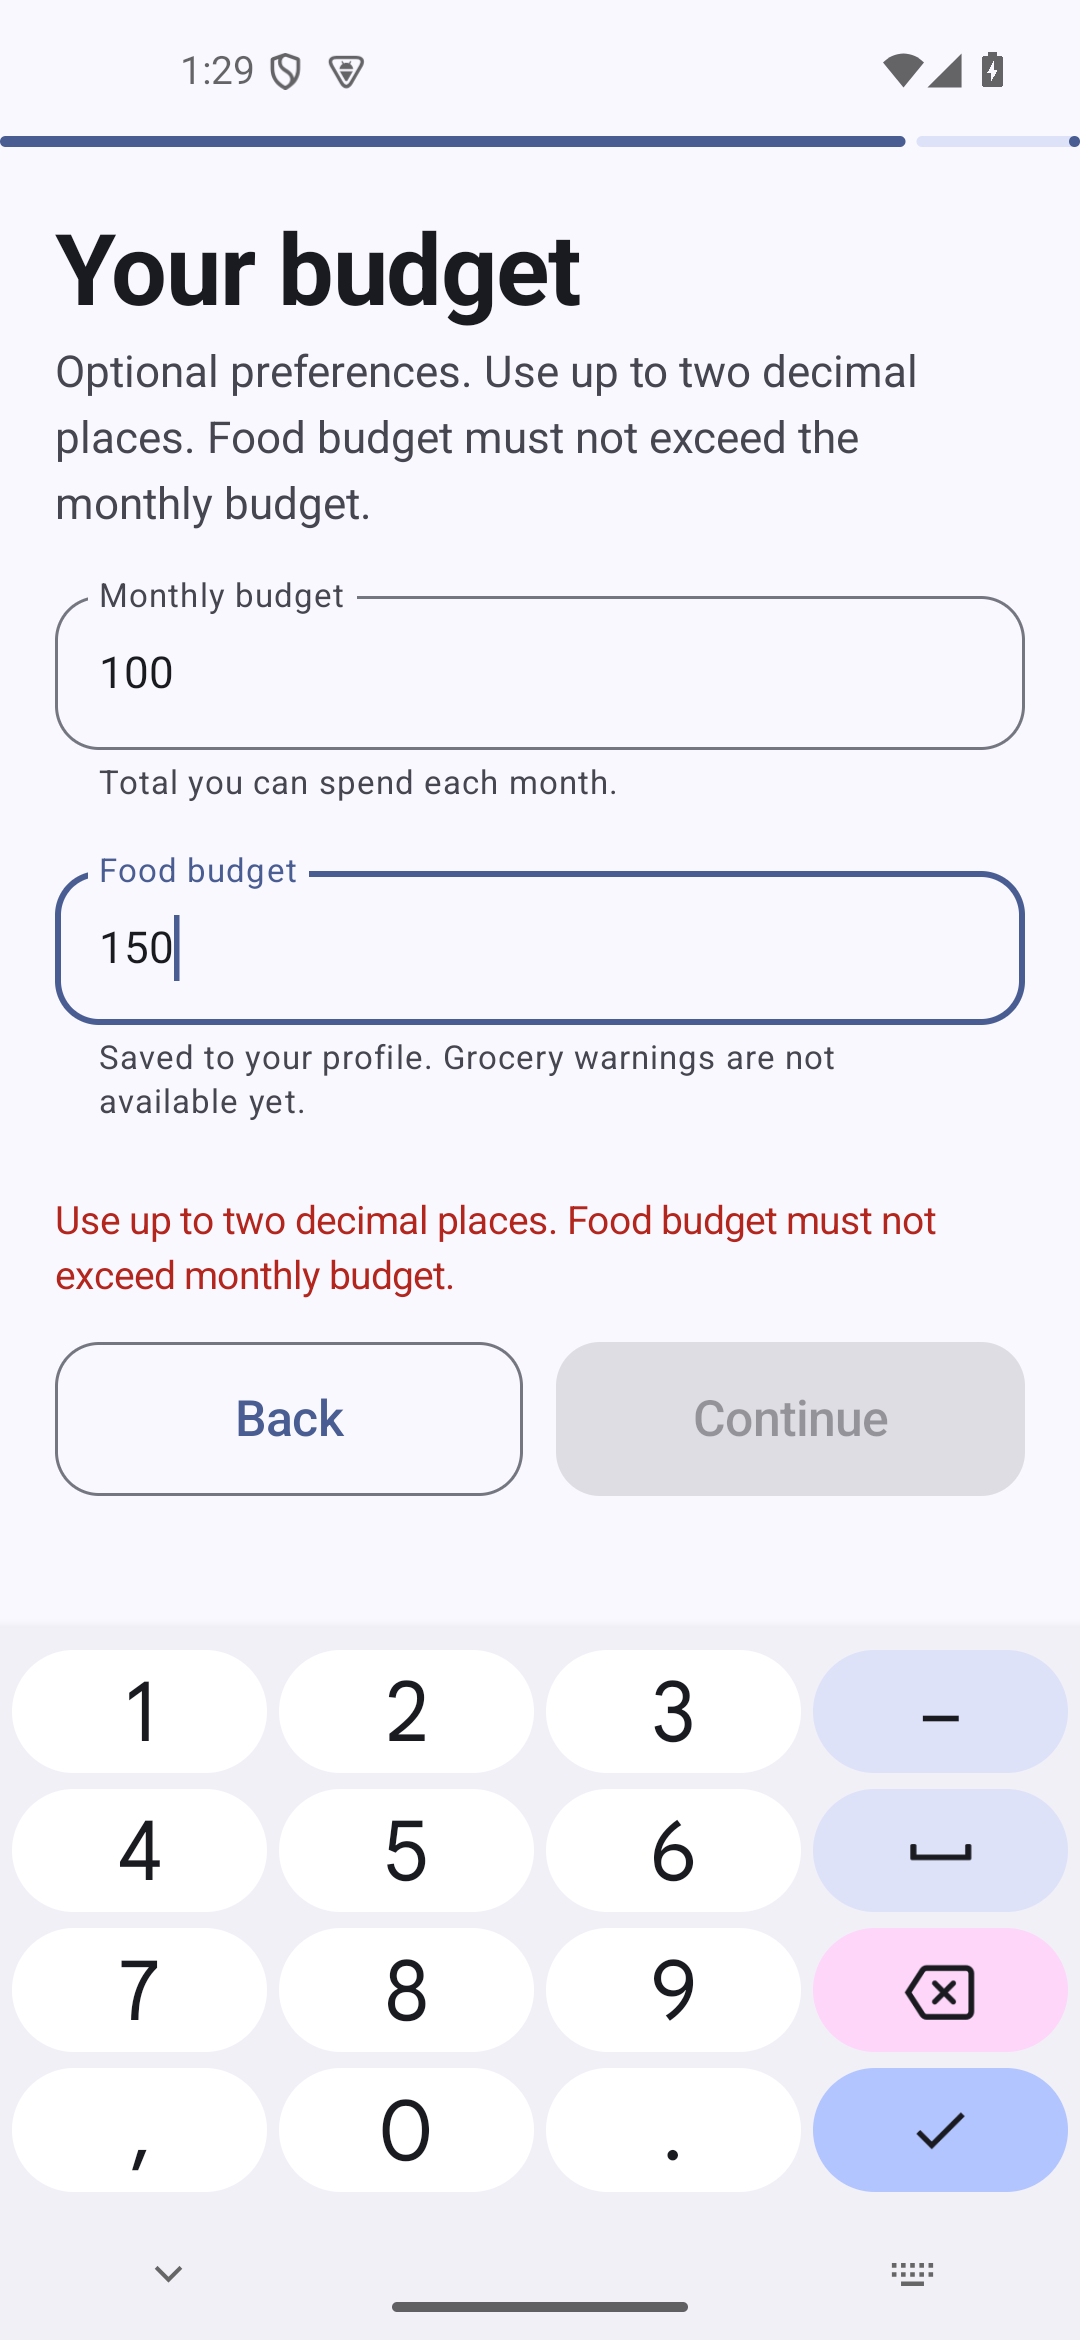 1:29
Your budget
Optional preferences. Use up to two decimal
places. Food budget must not exceed the
monthly budget.
Monthly budget
100
Total you can spend each month.
Food budget
150
Saved to your profile. Grocery warnings are not
available yet.
Use up to two decimal places. Food budget must not
exceed monthly budget.
Back Continue
1 2 3 –
4 5 6
7 8 9
, 0 .